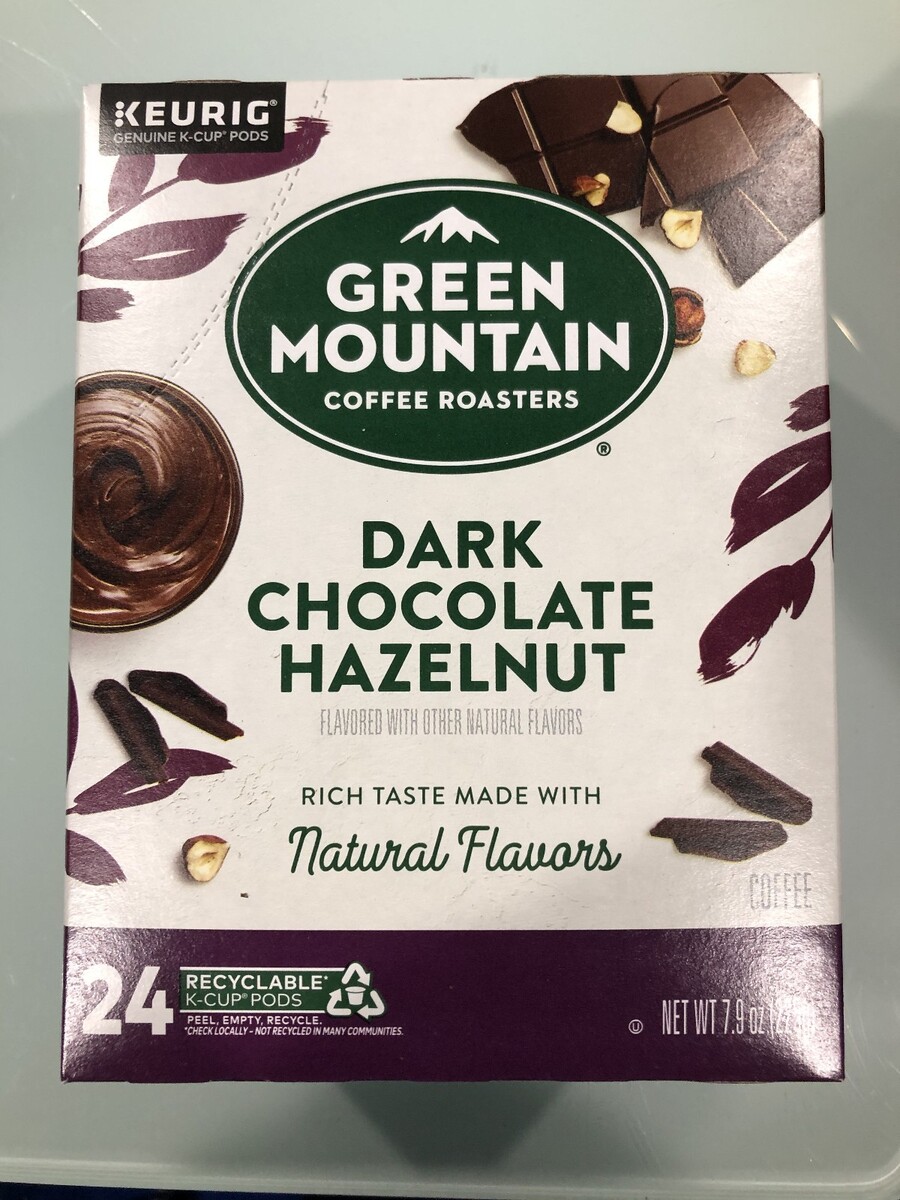 KEURIG®
GENUINE K-CUP® PODS
GREEN
MOUNTAIN
COFFEE ROASTERS
®
DARK
CHOCOLATE
HAZELNUT
FLAVORED WITH OTHER NATURAL FLAVORS
RICH TASTE MADE WITH
Natural Flavors
COFFEE
24 RECYCLABLE*
K-CUP® PODS
PEEL, EMPTY, RECYCLE.
*CHECK LOCALLY – NOT RECYCLED IN MANY COMMUNITIES.
U NET WT 7.9 oz